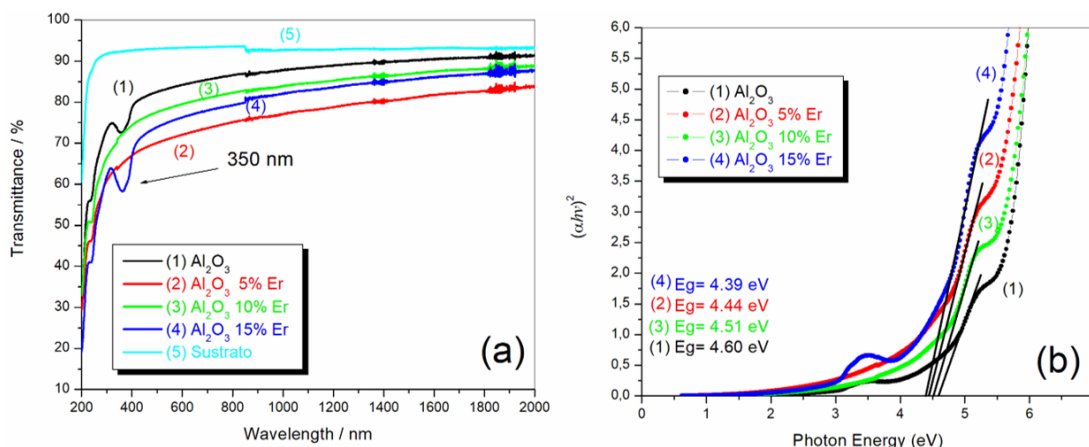 (a)
Transmittance / %
100
90
80
70
60
50
40
30
20
10
(5)
(1)
(3)
(4)
(2)
350 nm
(1) Al₂O₃
(2) Al₂O₃ 5% Er
(3) Al₂O₃ 10% Er
(4) Al₂O₃ 15% Er
(5) Sustrato
(a)
200 400 600 800 1000 1200 1400 1600 1800 2000
Wavelength / nm
b)
(αhν)²
6,0
5,5
5,0
4,5
4,0
3,5
3,0
2,5
2,0
1,5
1,0
0,5
0,0
(1) Al₂O₃
(2) Al₂O₃ 5% Er
(3) Al₂O₃ 10% Er
(4) Al₂O₃ 15% Er
(4)
(2)
(3)
(1)
(4) Eg= 4.39 eV
(2) Eg= 4.44 eV
(3) Eg= 4.51 eV
(1) Eg= 4.60 eV
(b)
0 1 2 3 4 5 6
Photon Energy (eV)